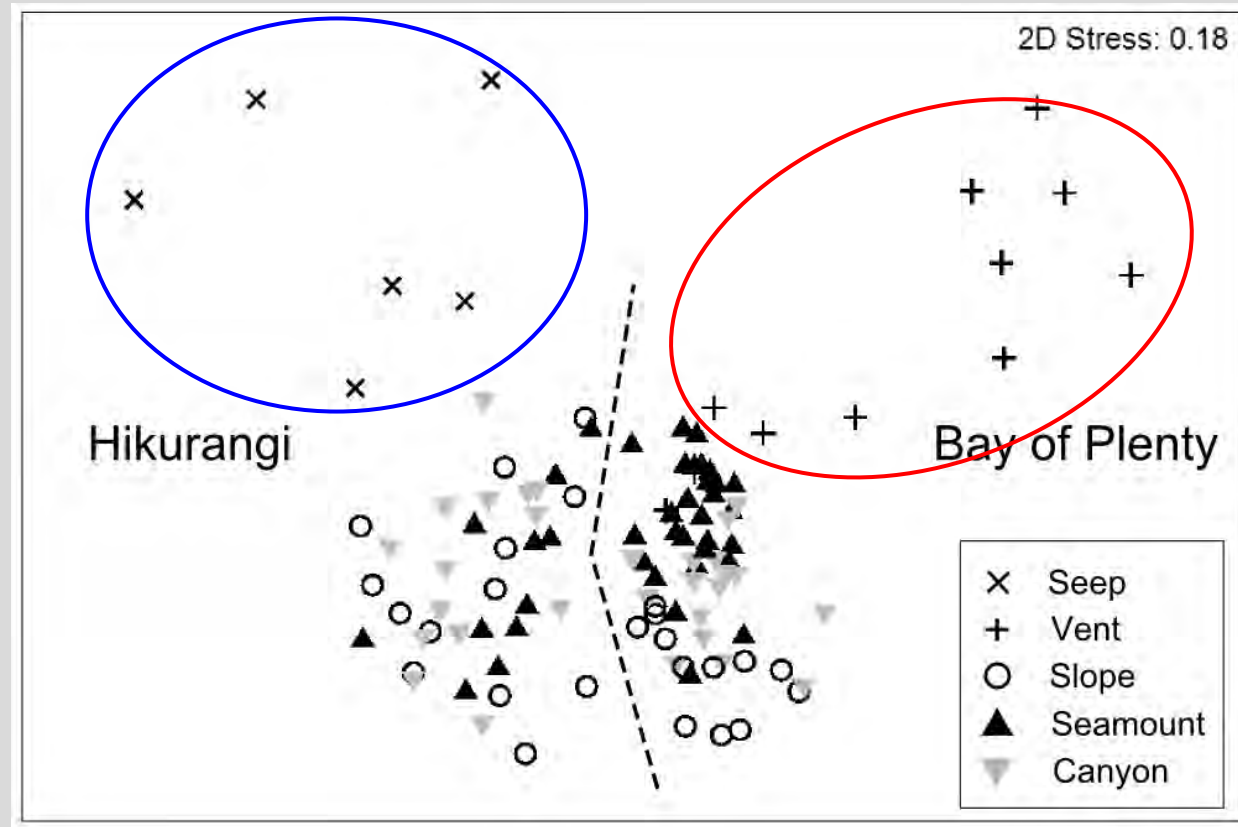 2D Stress: 0.18
Hikurangi
Bay of Plenty
Seep
Vent
Slope
Seamount
Canyon